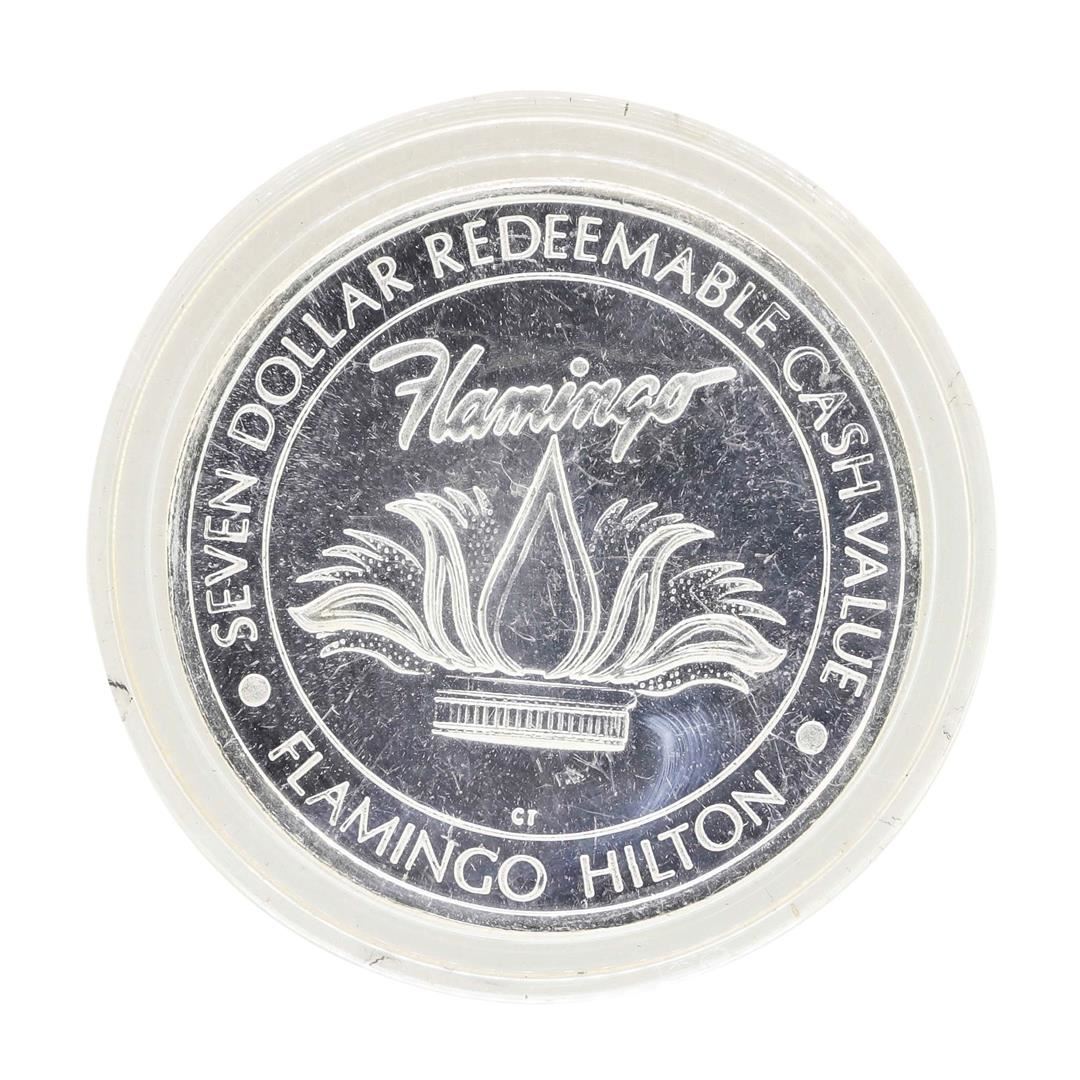 SEVEN DOLLAR REDEEMABLE CASH VALUE
Flamingo
CT
FLAMINGO HILTON